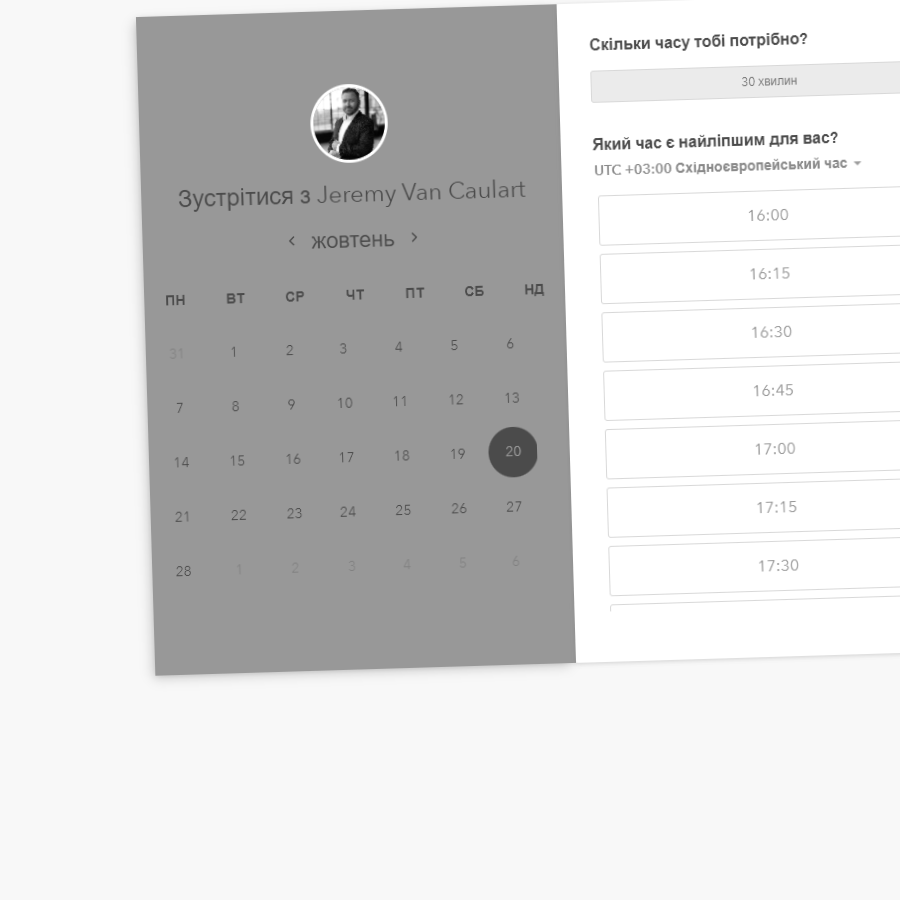 Зустрітися з Jeremy Van Caulart
жовтень
ПН ВТ СР ЧТ ПТ СБ НД
31 1 2 3 4 5 6
7 8 9 10 11 12 13
14 15 16 17 18 19 20
21 22 23 24 25 26 27
28 1 2 3 4 5 6
Скільки часу тобі потрібно?
30 хвилин
Який час є найліпшим для вас?
UTC +03:00 Східноєвропейський час
16:00
16:15
16:30
16:45
17:00
17:15
17:30